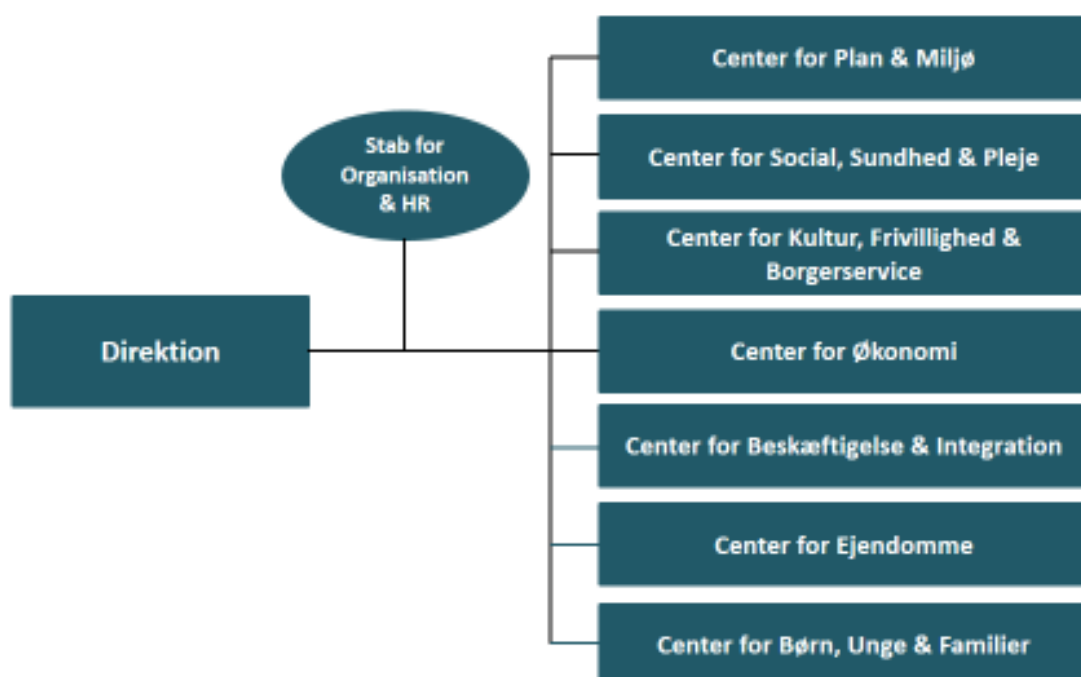 Center for Plan & Miljø
Stab for
Organisation
& HR
Center for Social, Sundhed & Pleje
Center for Kultur, Frivillighed &
Borgerservice
Direktion
Center for Økonomi
Center for Beskæftigelse & Integration
Center for Ejendomme
Center for Børn, Unge & Familier